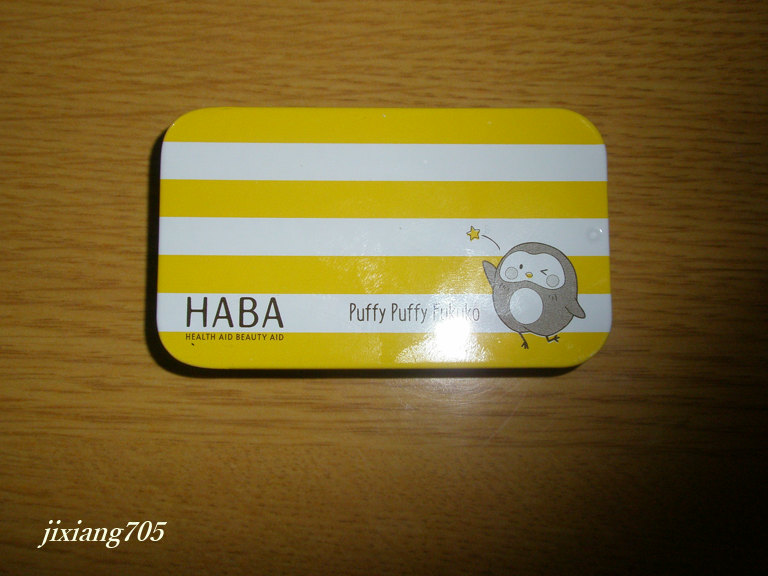 HABA
HEALTH AID BEAUTY AID
Puffy Puffy Fukuko
jixiang705